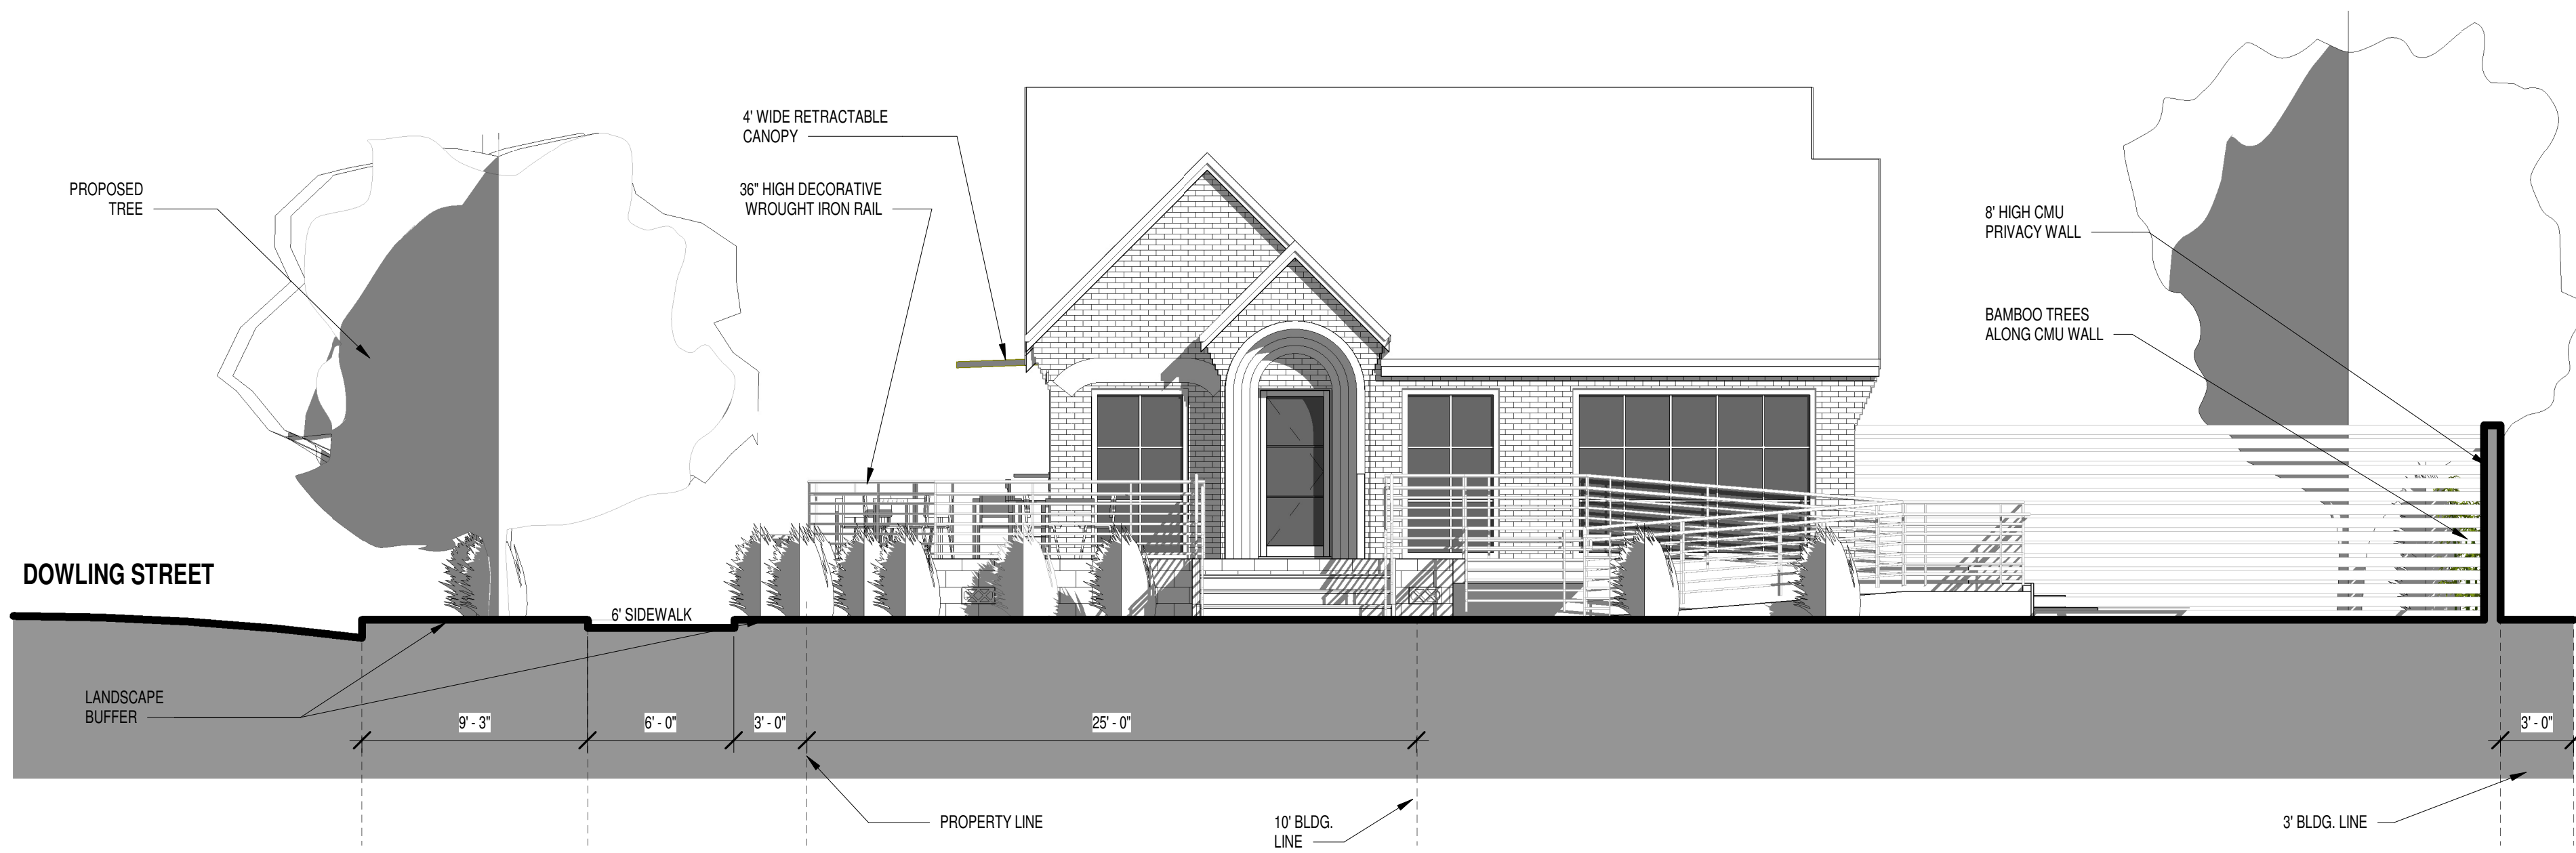 4' WIDE RETRACTABLE
CANOPY
PROPOSED
TREE
36" HIGH DECORATIVE
WROUGHT IRON RAIL
8' HIGH CMU
PRIVACY WALL
BAMBOO TREES
ALONG CMU WALL
DOWLING STREET
6' SIDEWALK
LANDSCAPE
BUFFER
9' - 3"
6' - 0"
3' - 0"
25' - 0"
3' - 0"
PROPERTY LINE
10' BLDG.
LINE
3' BLDG. LINE